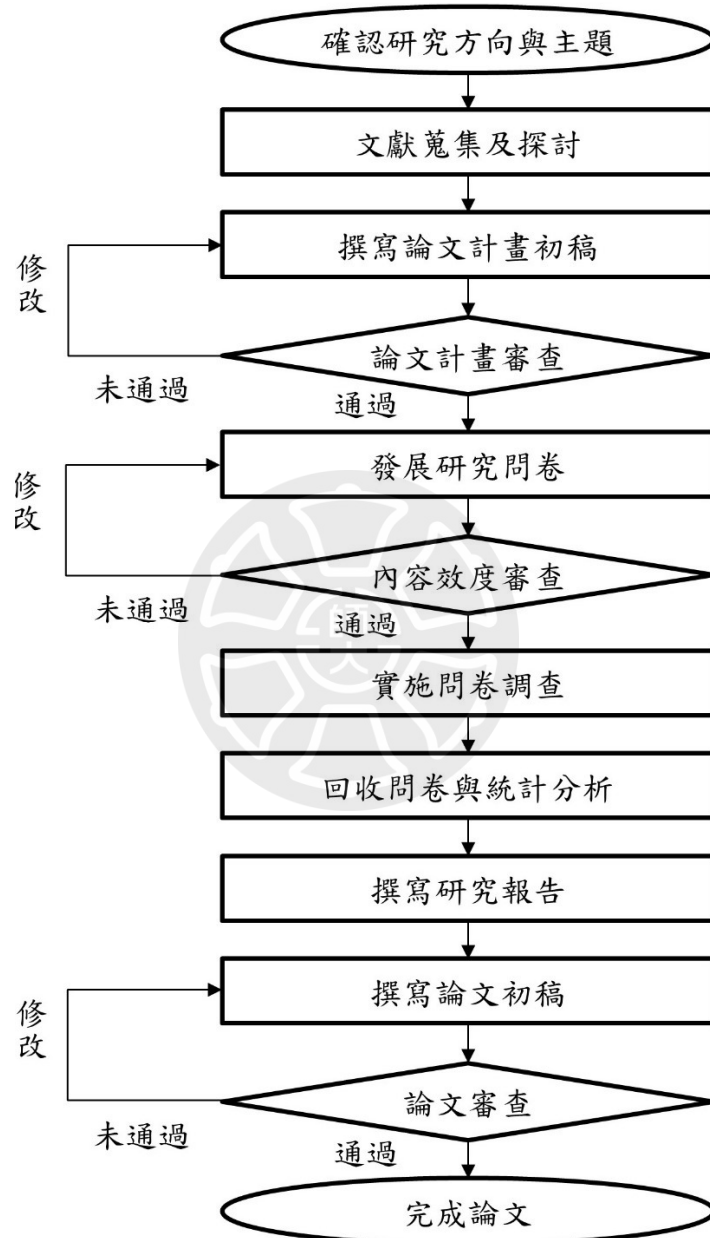 確認研究方向與主題
文獻蒐集及探討
撰寫論文計畫初稿
修改
論文計畫審查
未通過
通過
發展研究問卷
修改
內容效度審查
未通過
通過
師大
實施問卷調查
回收問卷與統計分析
撰寫研究報告
撰寫論文初稿
修改
論文審查
未通過
通過
完成論文